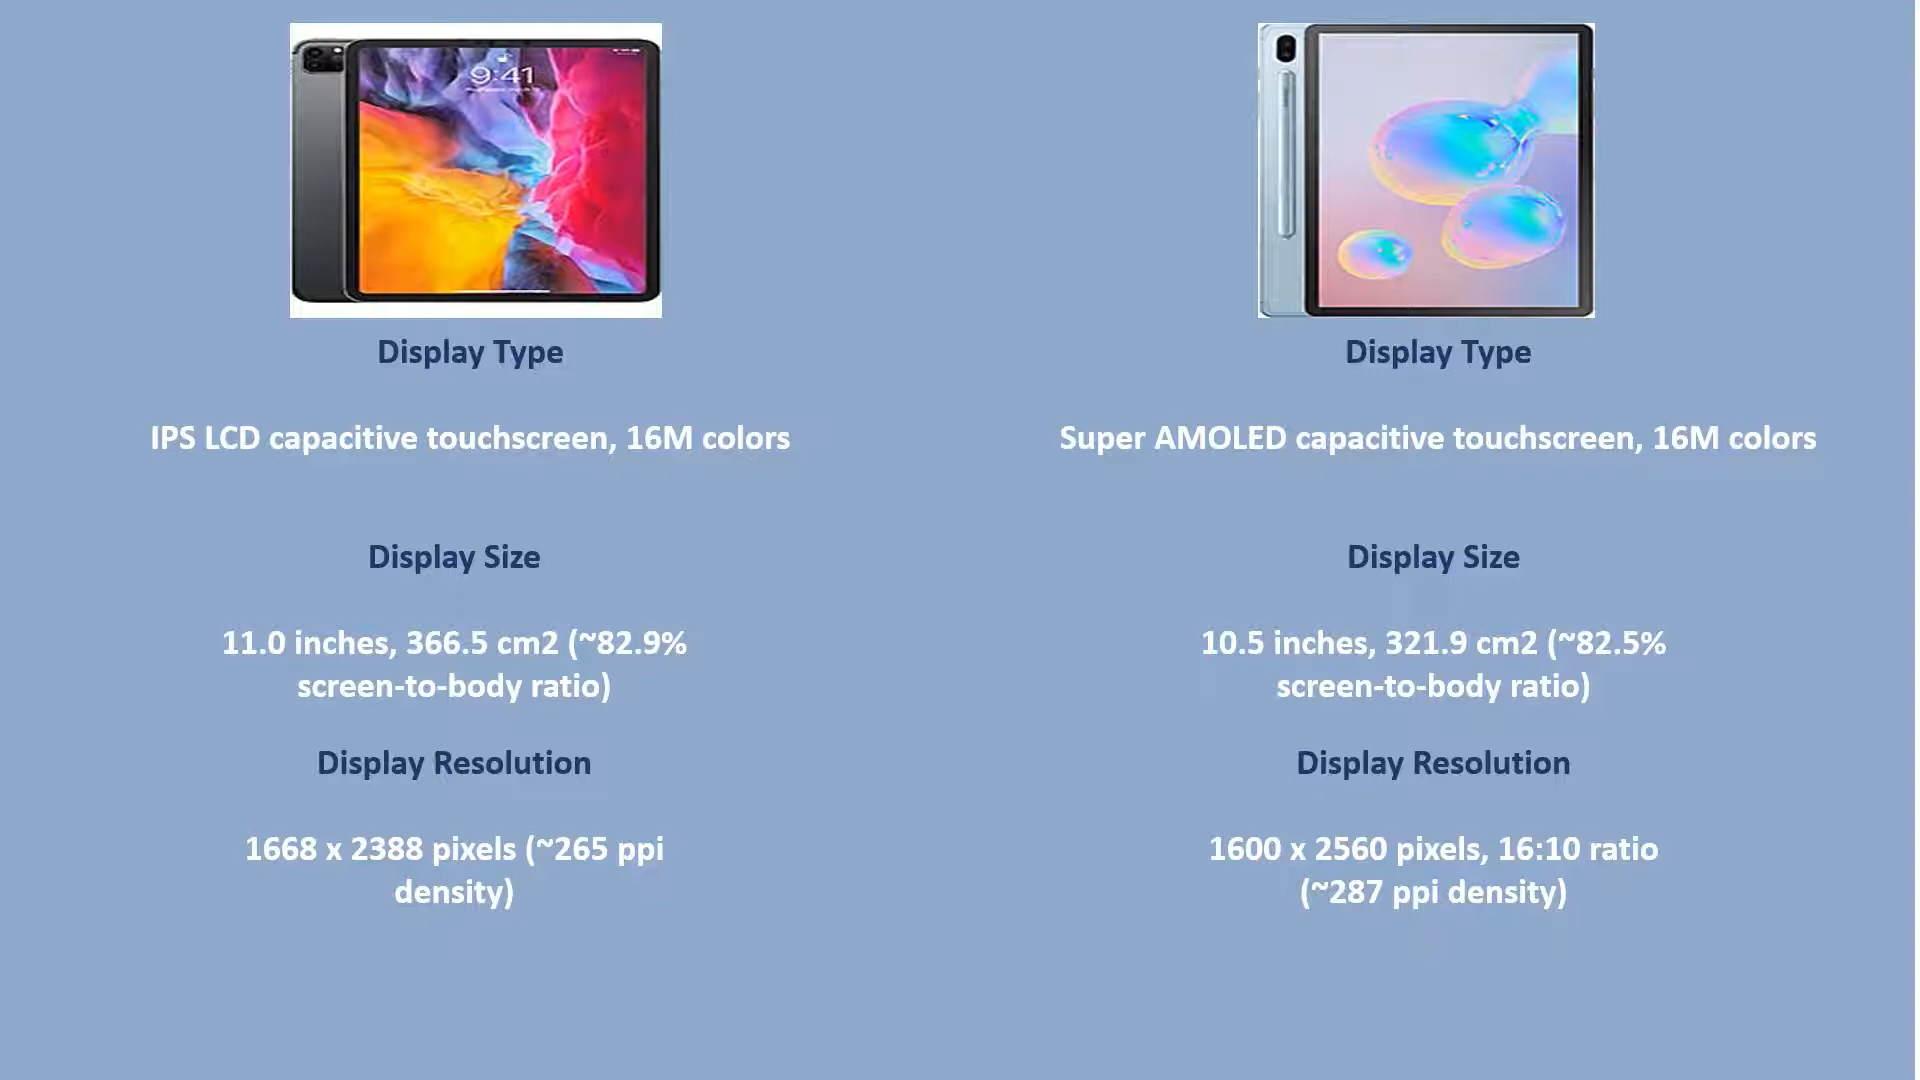 9:41
Display Type
IPS LCD capacitive touchscreen, 16M colors
Display Size
11.0 inches, 366.5 cm2 (~82.9%
screen-to-body ratio)
Display Resolution
1668 x 2388 pixels (~265 ppi
density)
Display Type
Super AMOLED capacitive touchscreen, 16M colors
Display Size
10.5 inches, 321.9 cm2 (~82.5%
screen-to-body ratio)
Display Resolution
1600 x 2560 pixels, 16:10 ratio
(~287 ppi density)